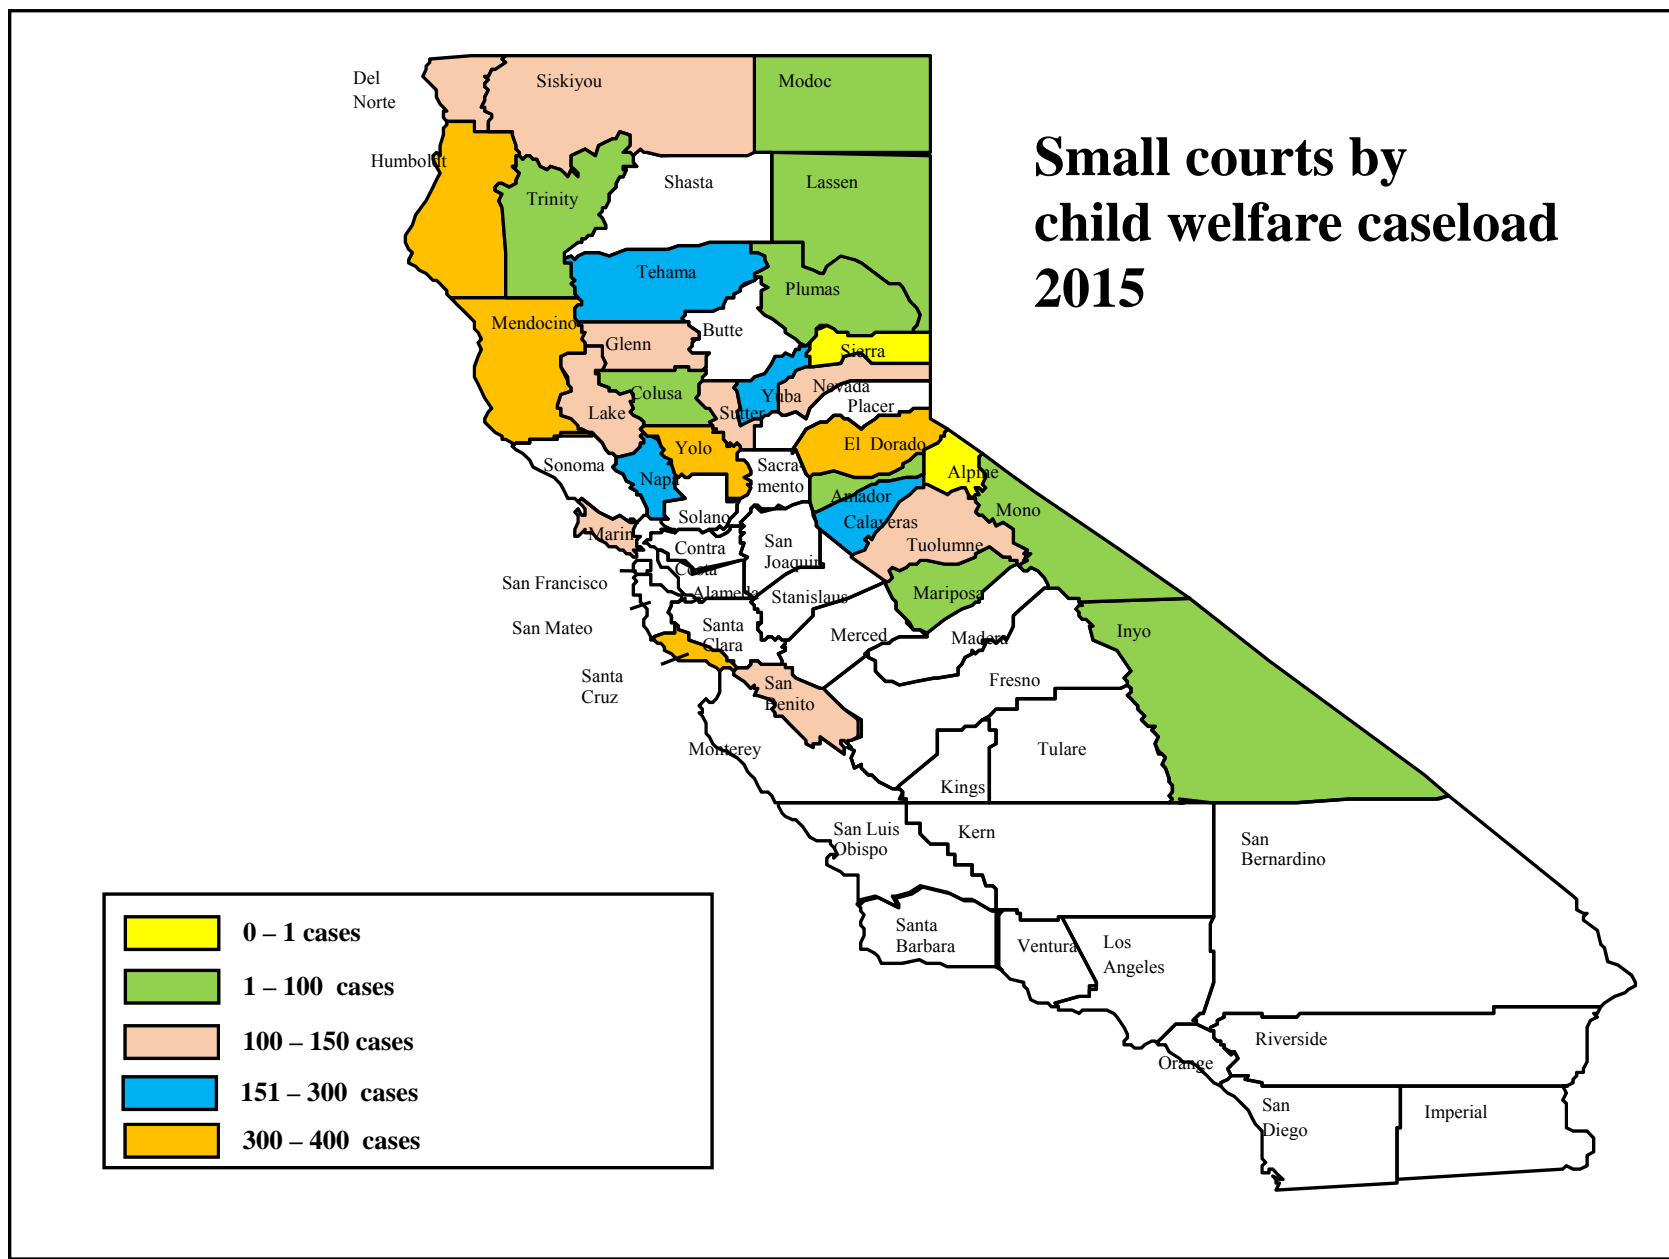 Small courts by
child welfare caseload
2015
Del
Norte
Siskiyou
Modoc
Humboldt
Trinity
Shasta
Lassen
Tehama
Plumas
Mendocino
Glenn
Butte
Sierra
Colusa
Lake
Sutter
Yuba
Nevada
Placer
Yolo
El Dorado
Sonoma
Napa
Sacra-
mento
Alpine
Amador
Mono
Solano
Calaveras
Marin
Contra
Costa
San
Joaquin
Tuolumne
San Francisco
Alameda
Stanislaus
Mariposa
San Mateo
Santa
Clara
Merced
Madera
Inyo
Santa
Cruz
San
Benito
Fresno
Monterey
Tulare
Kings
San Luis
Obispo
Kern
San
Bernardino
Santa
Barbara
Ventura
Los
Angeles
Orange
Riverside
San
Diego
Imperial
0 – 1 cases
1 – 100 cases
100 – 150 cases
151 – 300 cases
300 – 400 cases